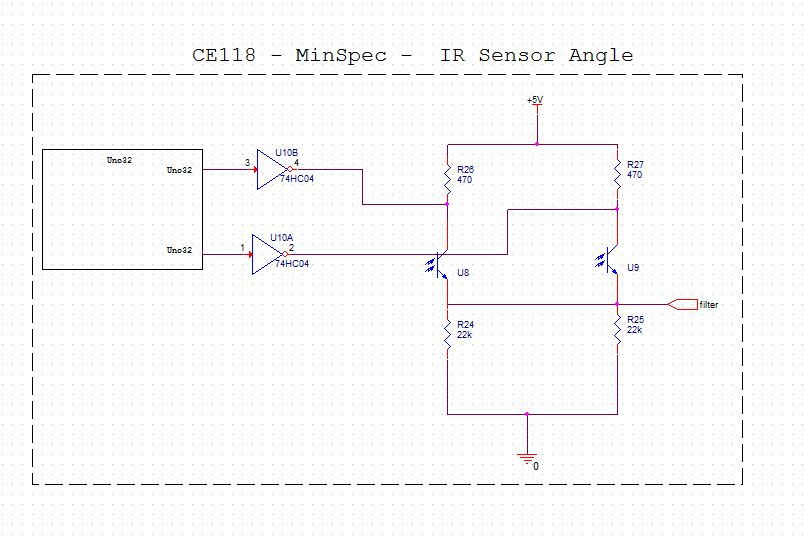 CE118 - MinSpec - IR Sensor Angle
+5V
Uno32
Uno32
3
U10B
4
74HC04
R26
470
R27
470
Uno32
1
U10A
2
74HC04
U8
U9
filter
R24
22k
R25
22k
0